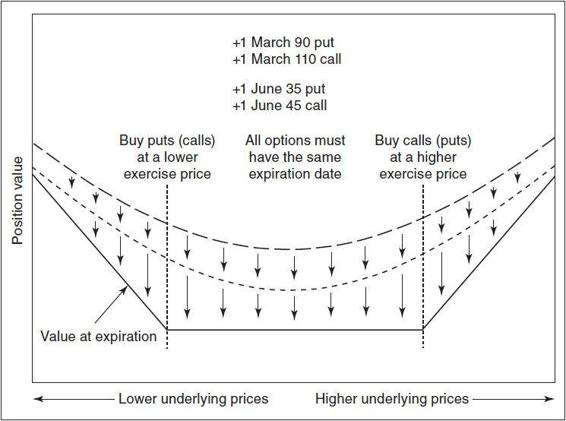 +1 March 90 put
+1 March 110 call
+1 June 35 put
+1 June 45 call
Buy puts (calls)
at a lower
exercise price
All options must
have the same
expiration date
Buy calls (puts)
at a higher
exercise price
Position value
Value at expiration
Lower underlying prices
Higher underlying prices